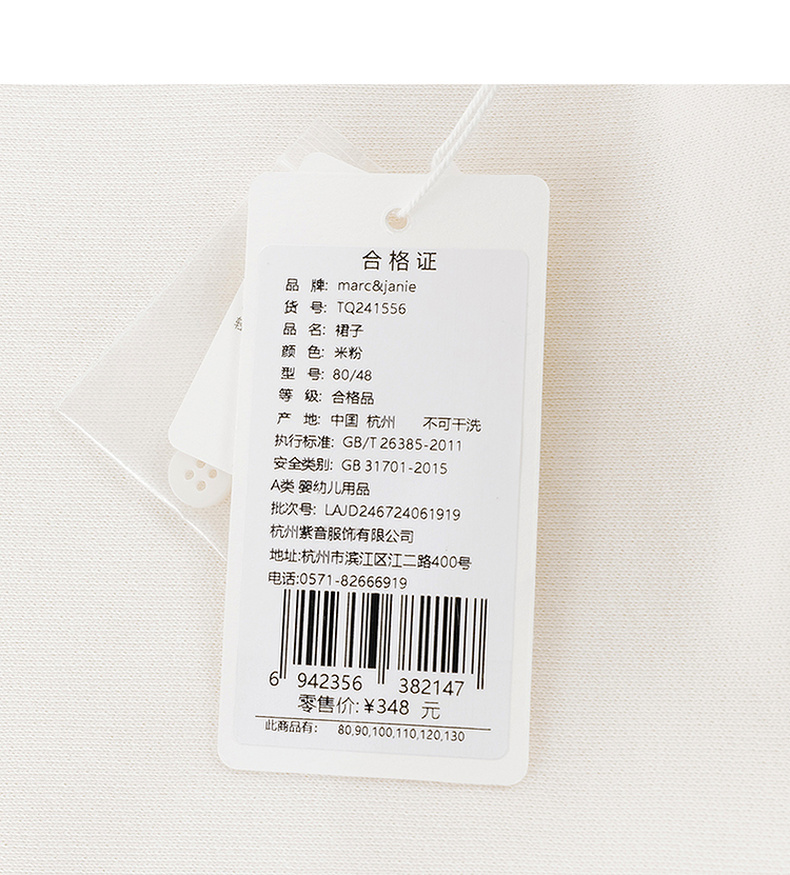 合格证
品 牌: marc&janie
货 号: TQ241556
品 名: 裙子
颜 色: 米粉
型 号: 80/48
等 级: 合格品
产 地: 中国 杭州 不可干洗
执行标准: GB/T 26385-2011
安全类别: GB 31701-2015
A类 婴幼儿用品
批次号: LAJD246724061919
杭州紫音服饰有限公司
地址:杭州市滨江区江二路400号
电话:0571-82666919
6 942356 382147
零售价:¥348 元
此商品有: 80,90,100,110,120,130